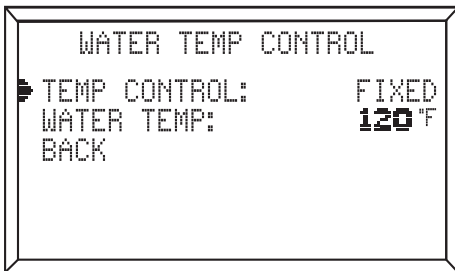 WATER TEMP CONTROL
TEMP CONTROL: FIXED
WATER TEMP: 120°F
BACK